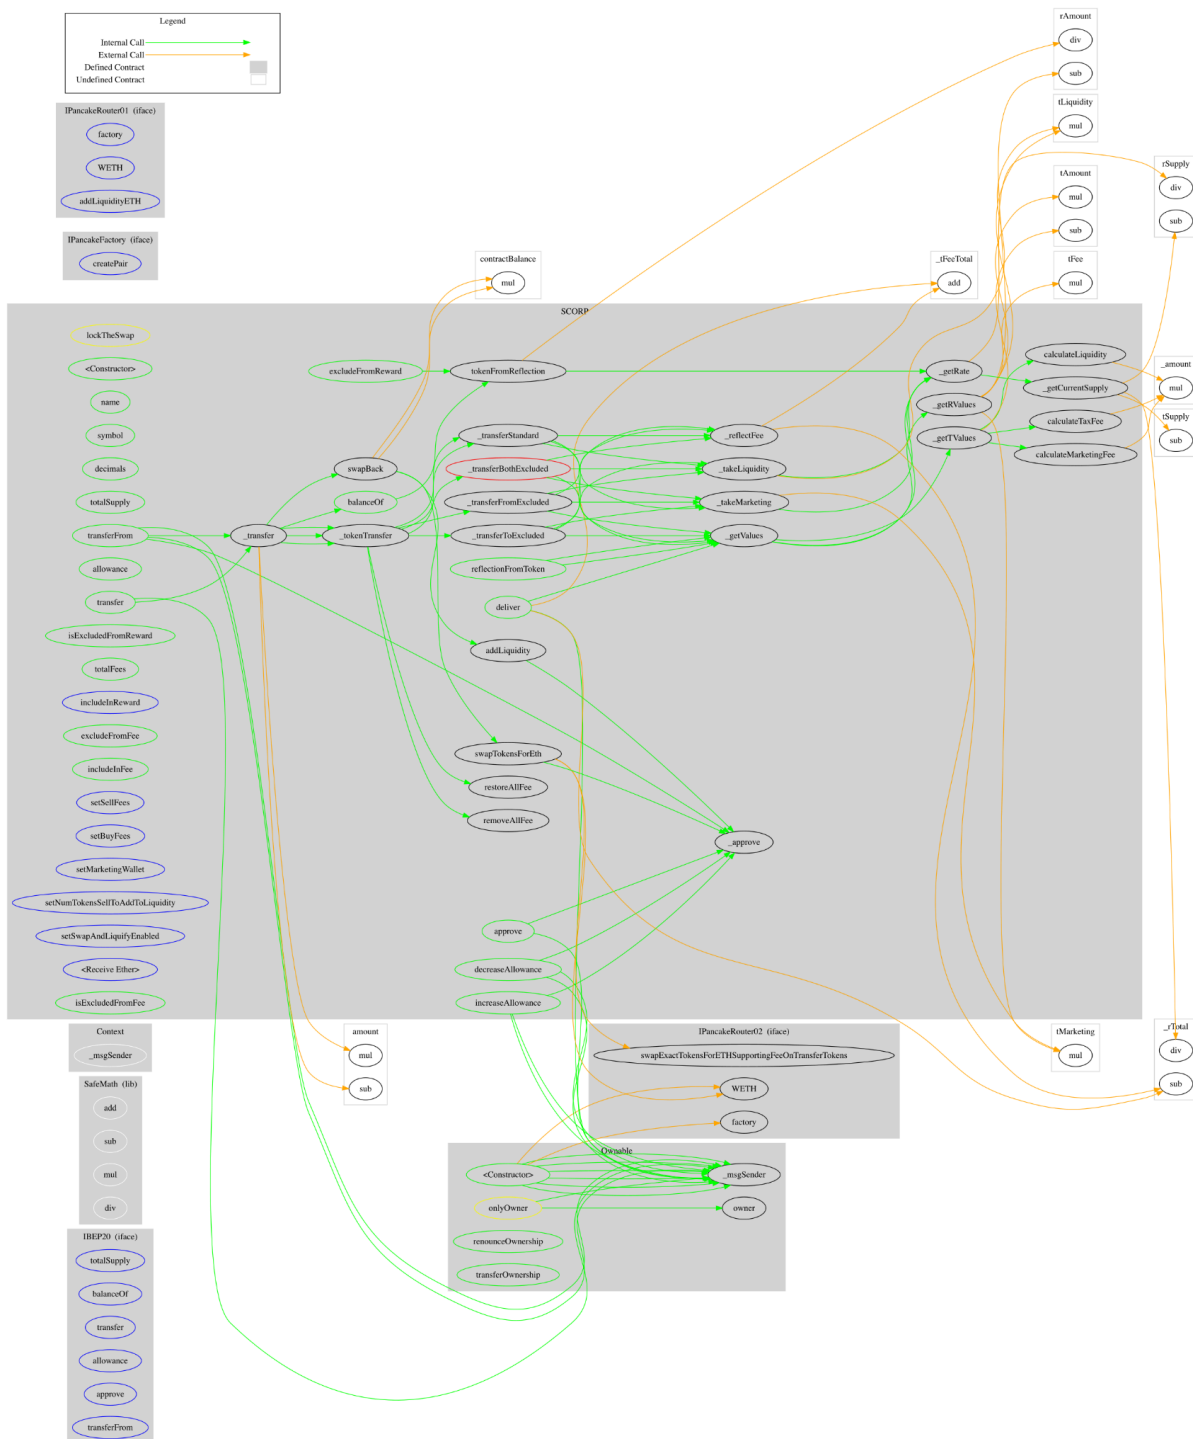 Legend
Internal Call
External Call
Defined Contract
Undefined Contract
IPancakeRouter01 (iface)
factory
WETH
addLiquidityETH
IPancakeFactory (iface)
createPair
rAmount
div
sub
tLiquidity
mul
tAmount
mul
sub
rSupply
div
sub
contractBalance
mul
_tFeeTotal
add
tFee
mul
SCORP
lockTheSwap
<Constructor>
name
symbol
decimals
totalSupply
transferFrom
allowance
transfer
isExcludedFromReward
totalFees
includeInReward
excludeFromFee
includeInFee
setSellFees
setBuyFees
setMarketingWallet
setNumTokensSellToAddToLiquidity
setSwapAndLiquifyEnabled
<Receive Ether>
isExcludedFromFee
_transfer
excludeFromReward
swapBack
balanceOf
_tokenTransfer
tokenFromReflection
_transferStandard
_transferBothExcluded
_transferFromExcluded
_transferToExcluded
reflectionFromToken
deliver
addLiquidity
swapTokensForEth
restoreAllFee
removeAllFee
approve
decreaseAllowance
increaseAllowance
_reflectFee
_takeLiquidity
_takeMarketing
_getValues
_approve
_getRate
_getRValues
_getTValues
calculateLiquidity
_getCurrentSupply
calculateTaxFee
calculateMarketingFee
_amount
mul
tSupply
sub
Context
_msgSender
SafeMath (lib)
add
sub
mul
div
IBEP20 (iface)
totalSupply
balanceOf
transfer
allowance
approve
transferFrom
amount
mul
sub
IPancakeRouter02 (iface)
swapExactTokensForETHSupportingFeeOnTransferTokens
WETH
factory
tMarketing
mul
_rTotal
div
sub
Ownable
<Constructor>
onlyOwner
renounceOwnership
transferOwnership
_msgSender
owner